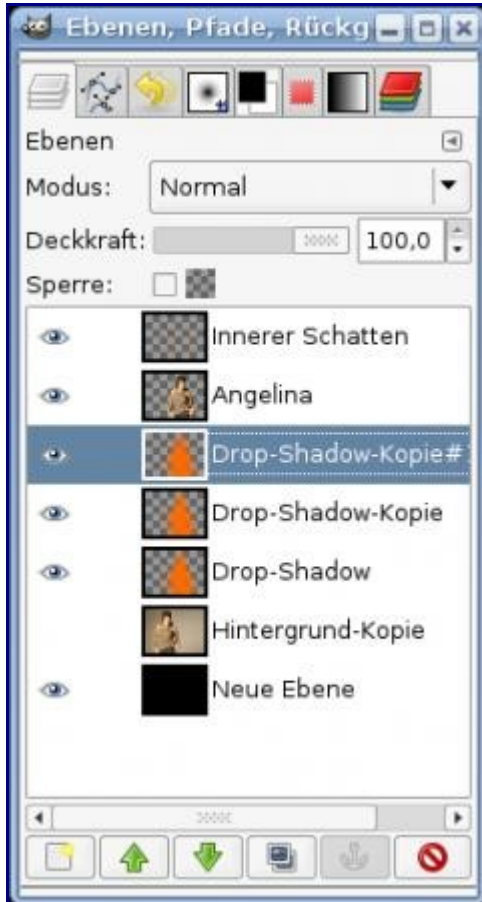 Ebenen, Pfade, Rückg
Ebenen
Modus: Normal
Deckkraft: 100,0
Sperre:
Innerer Schatten
Angelina
Drop-Shadow-Kopie#
Drop-Shadow-Kopie
Drop-Shadow
Hintergrund-Kopie
Neue Ebene